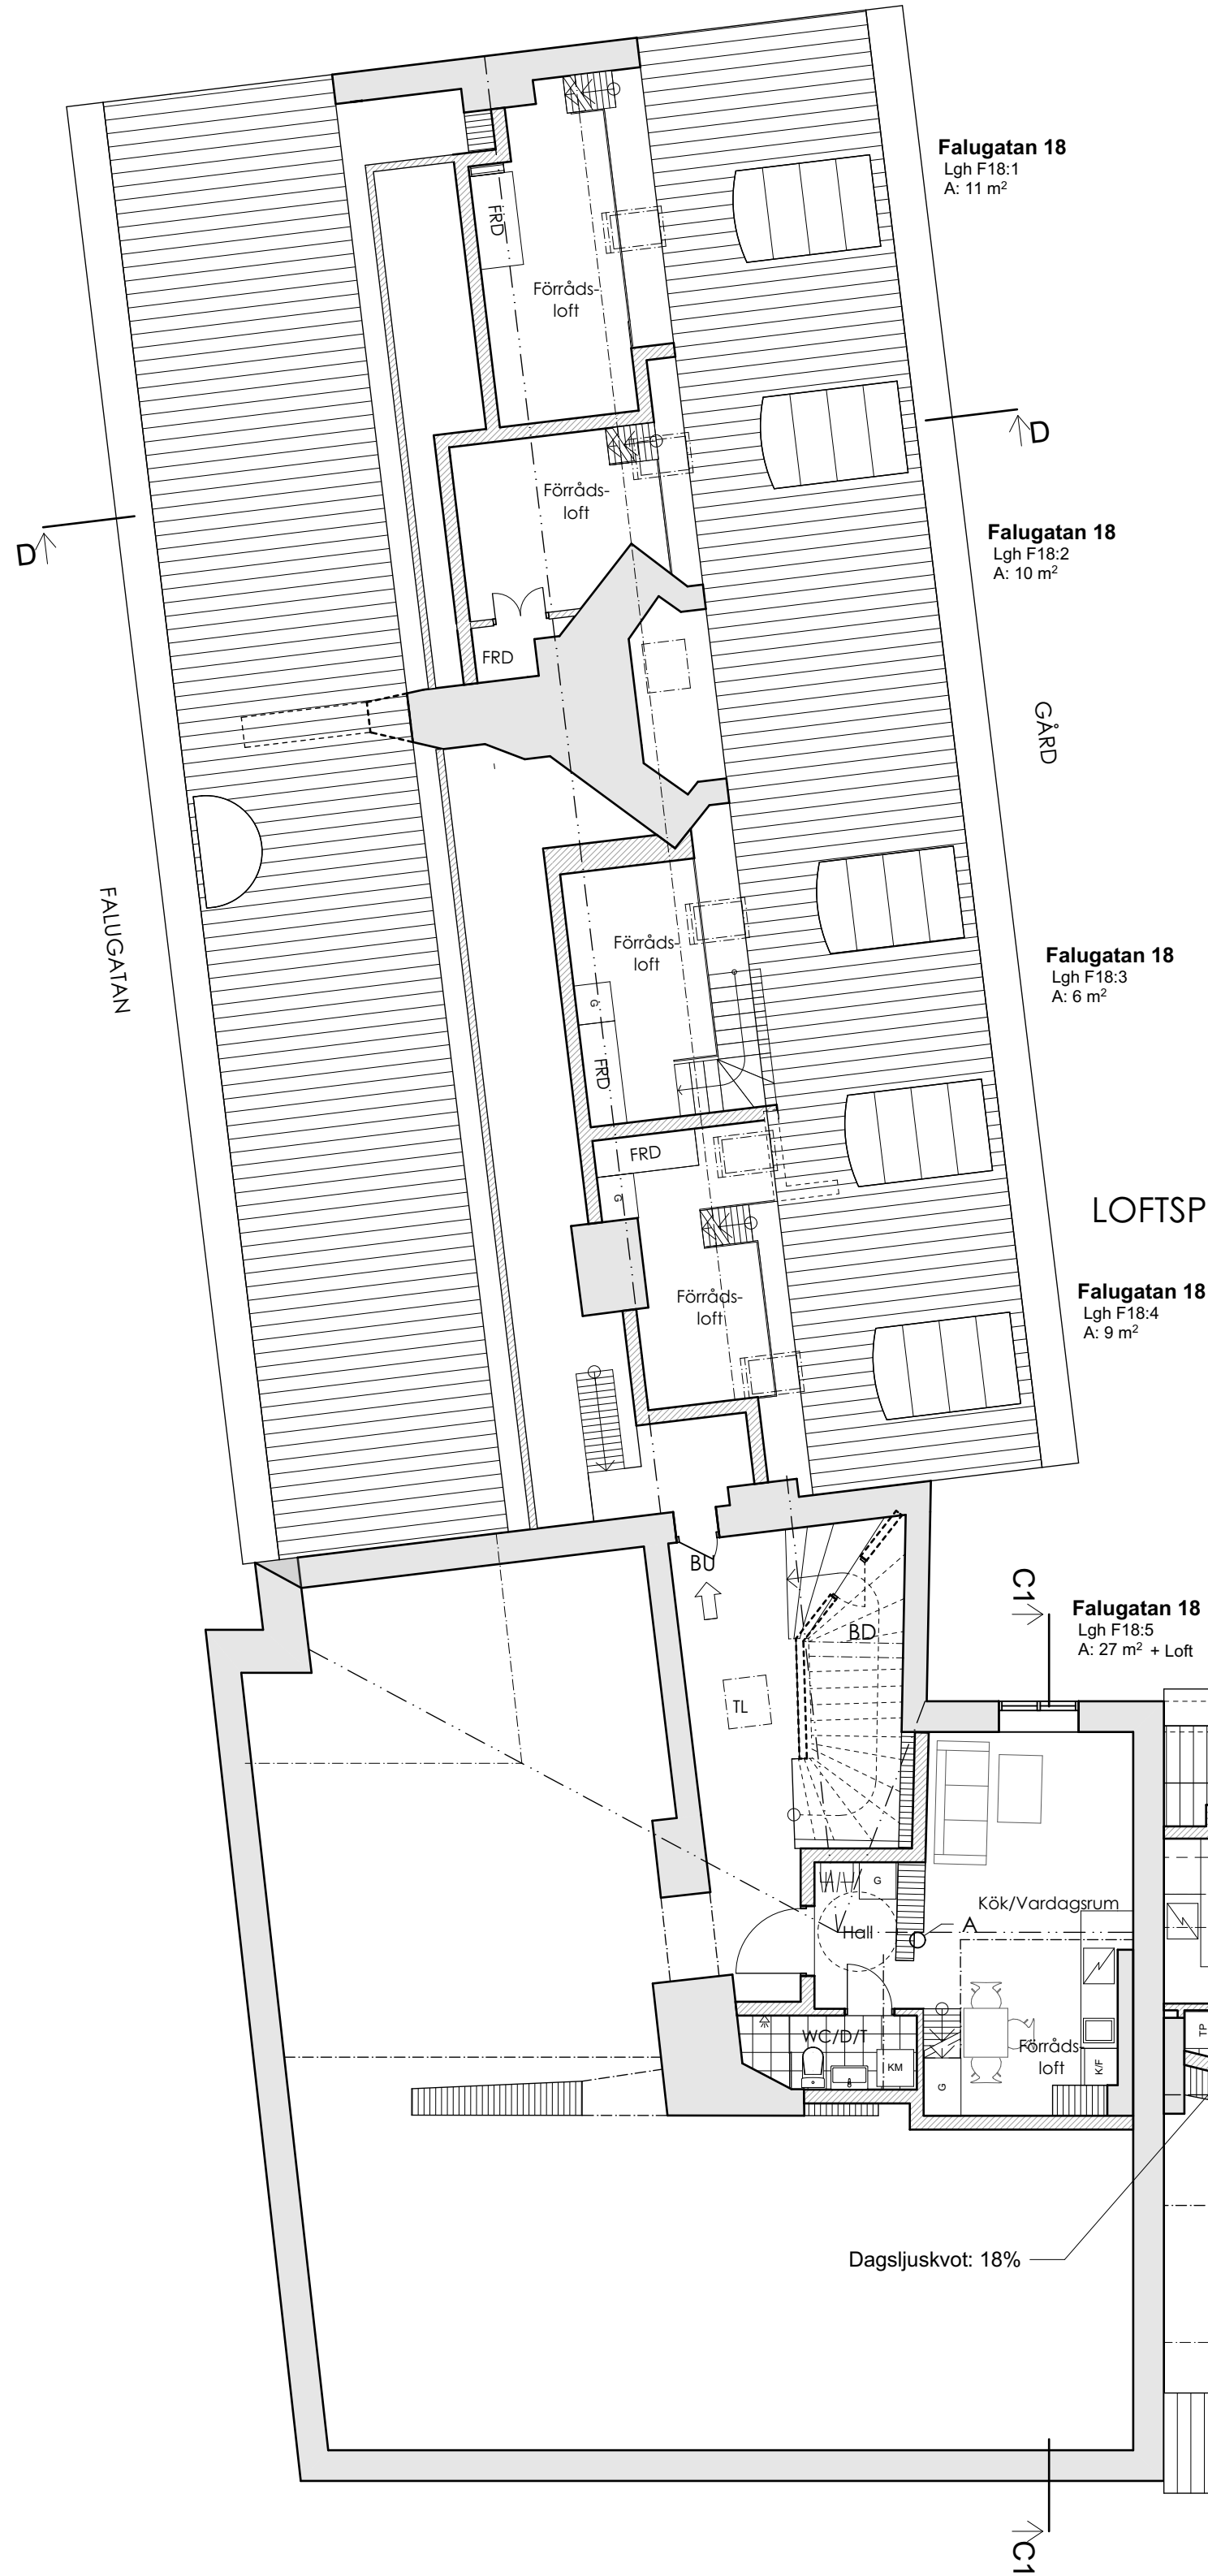 Falugatan 18
Lgh F18:1
A: 11 m²
FRD
Förråds-
loft
D
D
Förråds-
loft
Falugatan 18
Lgh F18:2
A: 10 m²
FRD
GÅRD
FALUGATAN
Förråds-
loft
Falugatan 18
Lgh F18:3
A: 6 m²
G
FRD
FRD
G
LOFTSP
Förråds-
loft
Falugatan 18
Lgh F18:4
A: 9 m²
BU
C1
Falugatan 18
Lgh F18:5
A: 27 m² + Loft
BD
TL
G
Kök/Vardagsrum
Hall
A
WC/D/T
KM
Förråds-
loft
K/F
G
TP
Dagsljuskvot: 18%
C1